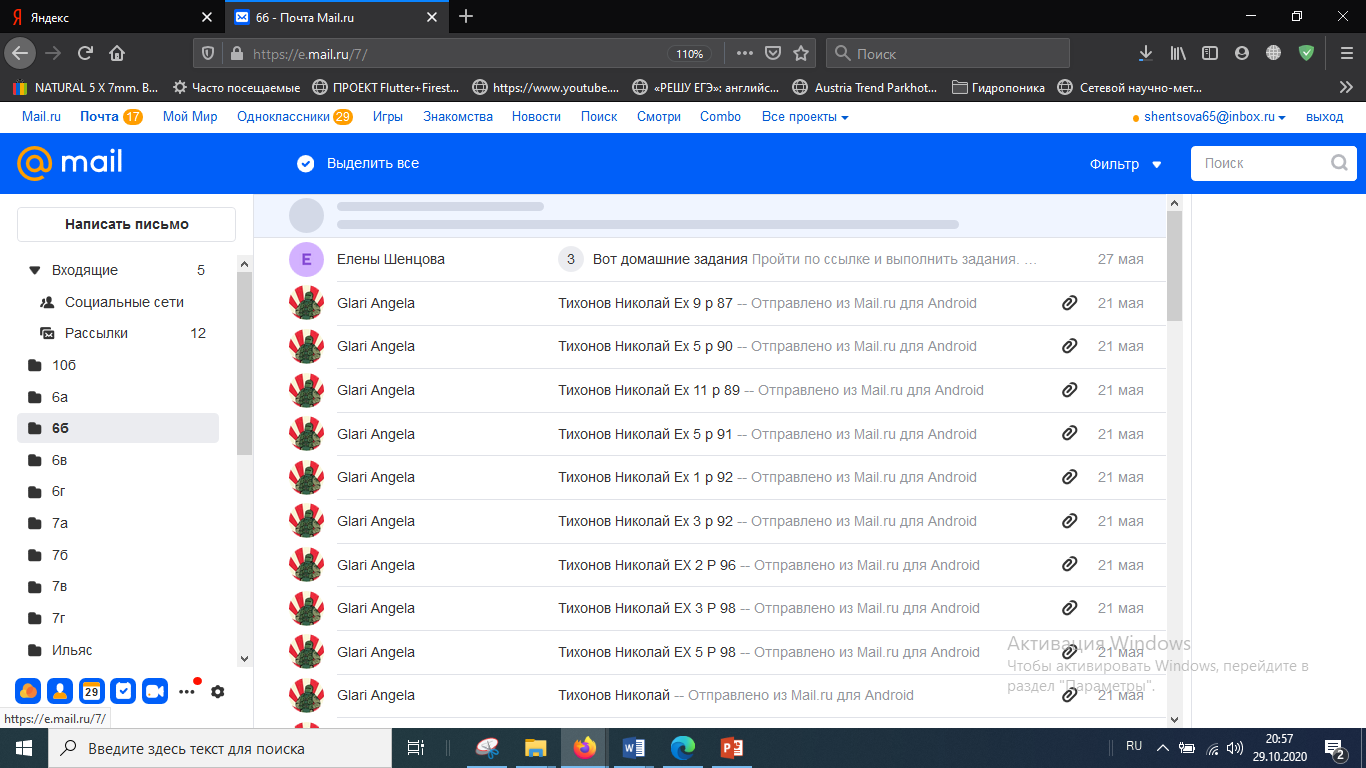 Яндекс
6б - Почта Mail.ru
https://e.mail.ru/7/
110%
Поиск
NATURAL 5 X 7mm. B...
Часто посещаемые
ПРОЕКТ Flutter+Firest...
https://www.youtube....
«РЕШУ ЕГЭ»: английс...
Austria Trend Parkhot...
Гидропоника
Сетевой научно-мет...
Mail.ru Почта 17 Мой Мир Одноклассники 29 Игры Знакомства Новости Поиск Смотри Combo Все проекты shentsova65@inbox.ru выход
@mail
Выделить все
Фильтр
Поиск
Написать письмо
Входящие 5
Социальные сети
Рассылки 12
10б
6а
6б
6в
6г
7а
7б
7в
7г
Ильяс
29
https://e.mail.ru/7/
Е Елены Шенцова 3 Вот домашние задания Пройти по ссылке и выполнить задания. ... 27 мая
Glari Angela Тихонов Николай Ex 9 p 87 -- Отправлено из Mail.ru для Android 21 мая
Glari Angela Тихонов Николай Ex 5 p 90 -- Отправлено из Mail.ru для Android 21 мая
Glari Angela Тихонов Николай Ex 11 p 89 -- Отправлено из Mail.ru для Android 21 мая
Glari Angela Тихонов Николай Ex 5 p 91 -- Отправлено из Mail.ru для Android 21 мая
Glari Angela Тихонов Николай Ex 1 p 92 -- Отправлено из Mail.ru для Android 21 мая
Glari Angela Тихонов Николай Ex 3 p 92 -- Отправлено из Mail.ru для Android 21 мая
Glari Angela Тихонов Николай EX 2 P 96 -- Отправлено из Mail.ru для Android 21 мая
Glari Angela Тихонов Николай EX 3 P 98 -- Отправлено из Mail.ru для Android 21 мая
Glari Angela Тихонов Николай EX 5 P 98 -- Отправлено из Mail.ru для Android 21 мая
Glari Angela Тихонов Николай -- Отправлено из Mail.ru для Android 21 мая
Активация Windows
Чтобы активировать Windows, перейдите в
раздел "Параметры".
Введите здесь текст для поиска
RU
20:57
29.10.2020
2